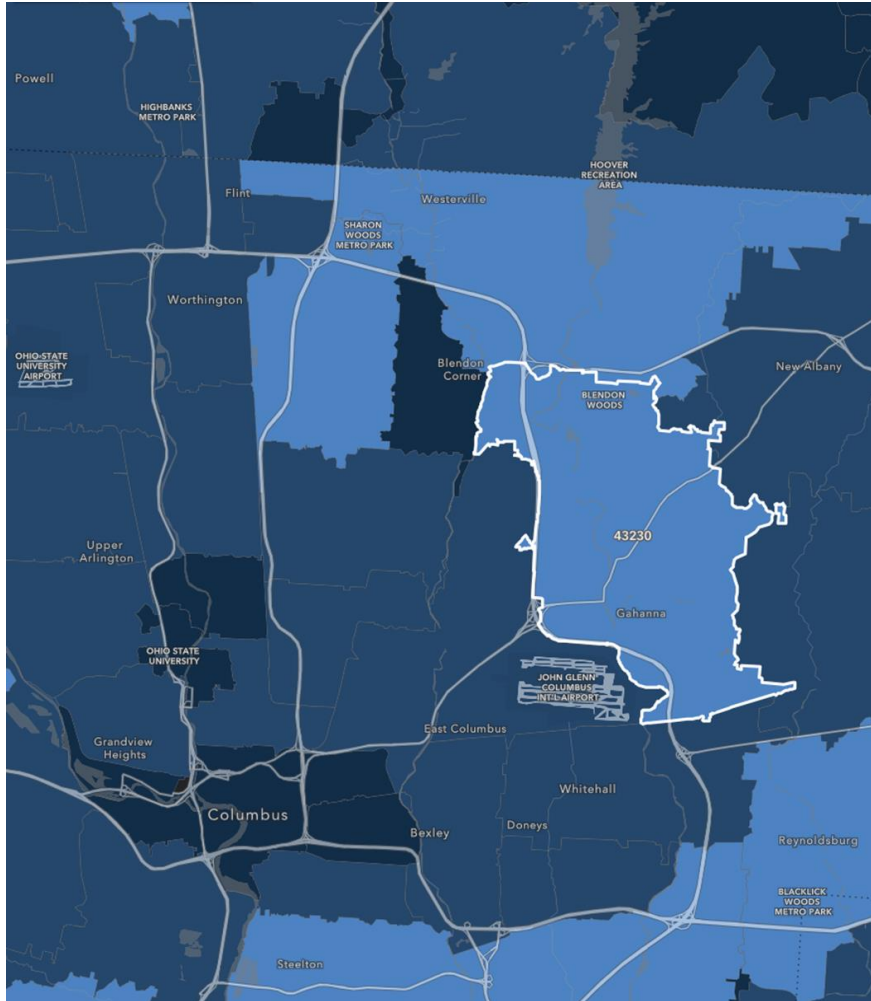 Powell
HIGHBANKS
METRO PARK
HOOVER
RECREATION
AREA
Flint
Westerville
SHARON
WOODS
METRO PARK
Worthington
OHIO STATE
UNIVERSITY
AIRPORT
Blendon
Corner
New Albany
BLENDON
WOODS
43230
Upper
Arlington
Gahanna
OHIO STATE
UNIVERSITY
JOHN GLENN
COLUMBUS
INT'L AIRPORT
East Columbus
Grandview
Heights
Whitehall
Columbus
Doneys
Bexley
Reynoldsburg
BLACKLICK
WOODS
METRO PARK
Steelton